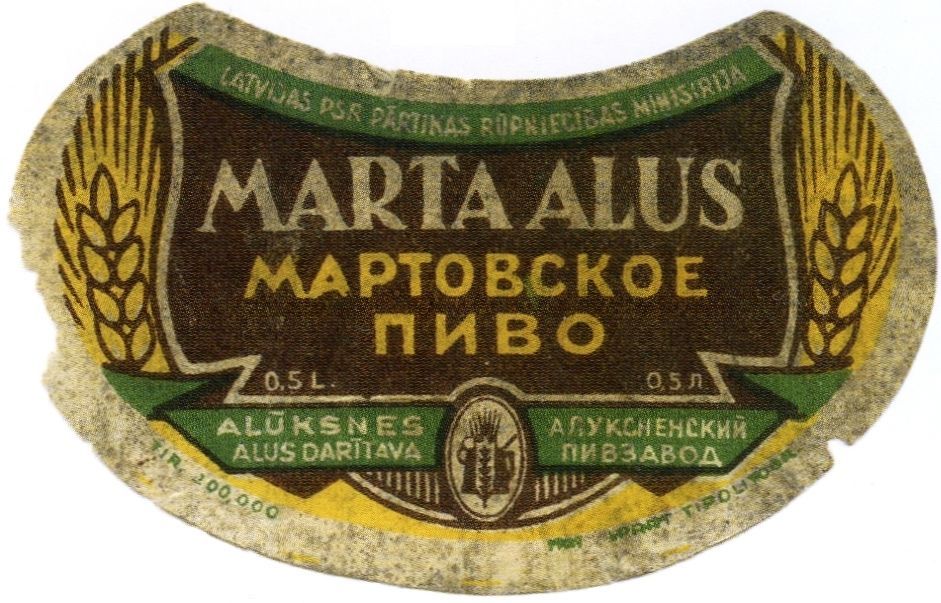 LATVIJAS PSR PĀRTIKAS RŪPNIECĪBAS MINISTRIJA
MARTA ALUS
МАРТОВСКОЕ
ПИВО
0,5 L.
0,5 Л
ALŪKSNES
ALUS DARĪTAVA
АЛУКСНЕНСКИЙ
ПИВЗАВОД
TIR. 200,000